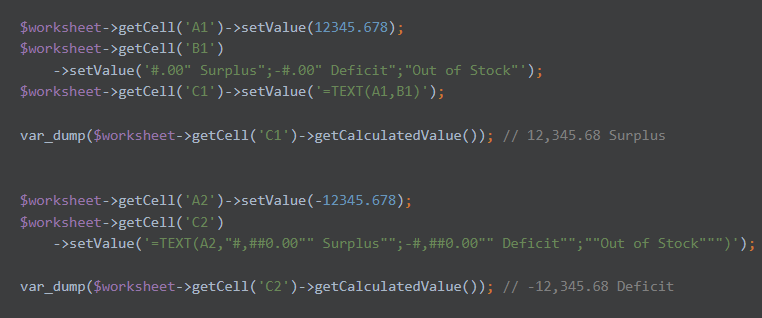 $worksheet->getCell('A1')->setValue(12345.678);
$worksheet->getCell('B1')
->setValue('#.00" Surplus";-#.00" Deficit";"Out of Stock"');
$worksheet->getCell('C1')->setValue('=TEXT(A1,B1)');
var_dump($worksheet->getCell('C1')->getCalculatedValue()); // 12,345.68 Surplus
$worksheet->getCell('A2')->setValue(-12345.678);
$worksheet->getCell('C2')
->setValue('=TEXT(A2,"#,##0.00"" Surplus"";-#,##0.00"" Deficit"";""Out of Stock""")');
var_dump($worksheet->getCell('C2')->getCalculatedValue()); // -12,345.68 Deficit